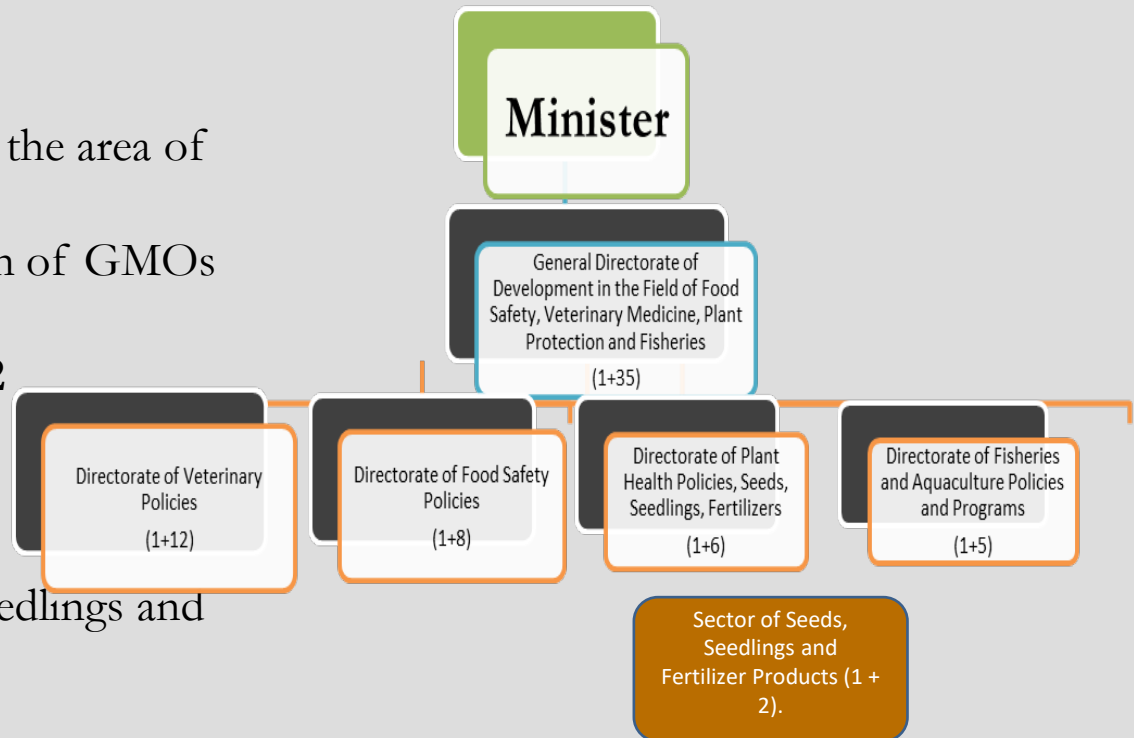 the area of
of GMOs
2
edlings and
Minister
General Directorate of
Development in the Field of Food
Safety, Veterinary Medicine, Plant
Protection and Fisheries
(1+35)
Directorate of Veterinary
Policies
(1+12)
Directorate of Food Safety
Policies
(1+8)
Directorate of Plant
Health Policies, Seeds,
Seedlings, Fertilizers
(1+6)
Directorate of Fisheries
and Aquaculture Policies
and Programs
(1+5)
Sector of Seeds,
Seedlings and
Fertilizer Products (1 +
2).